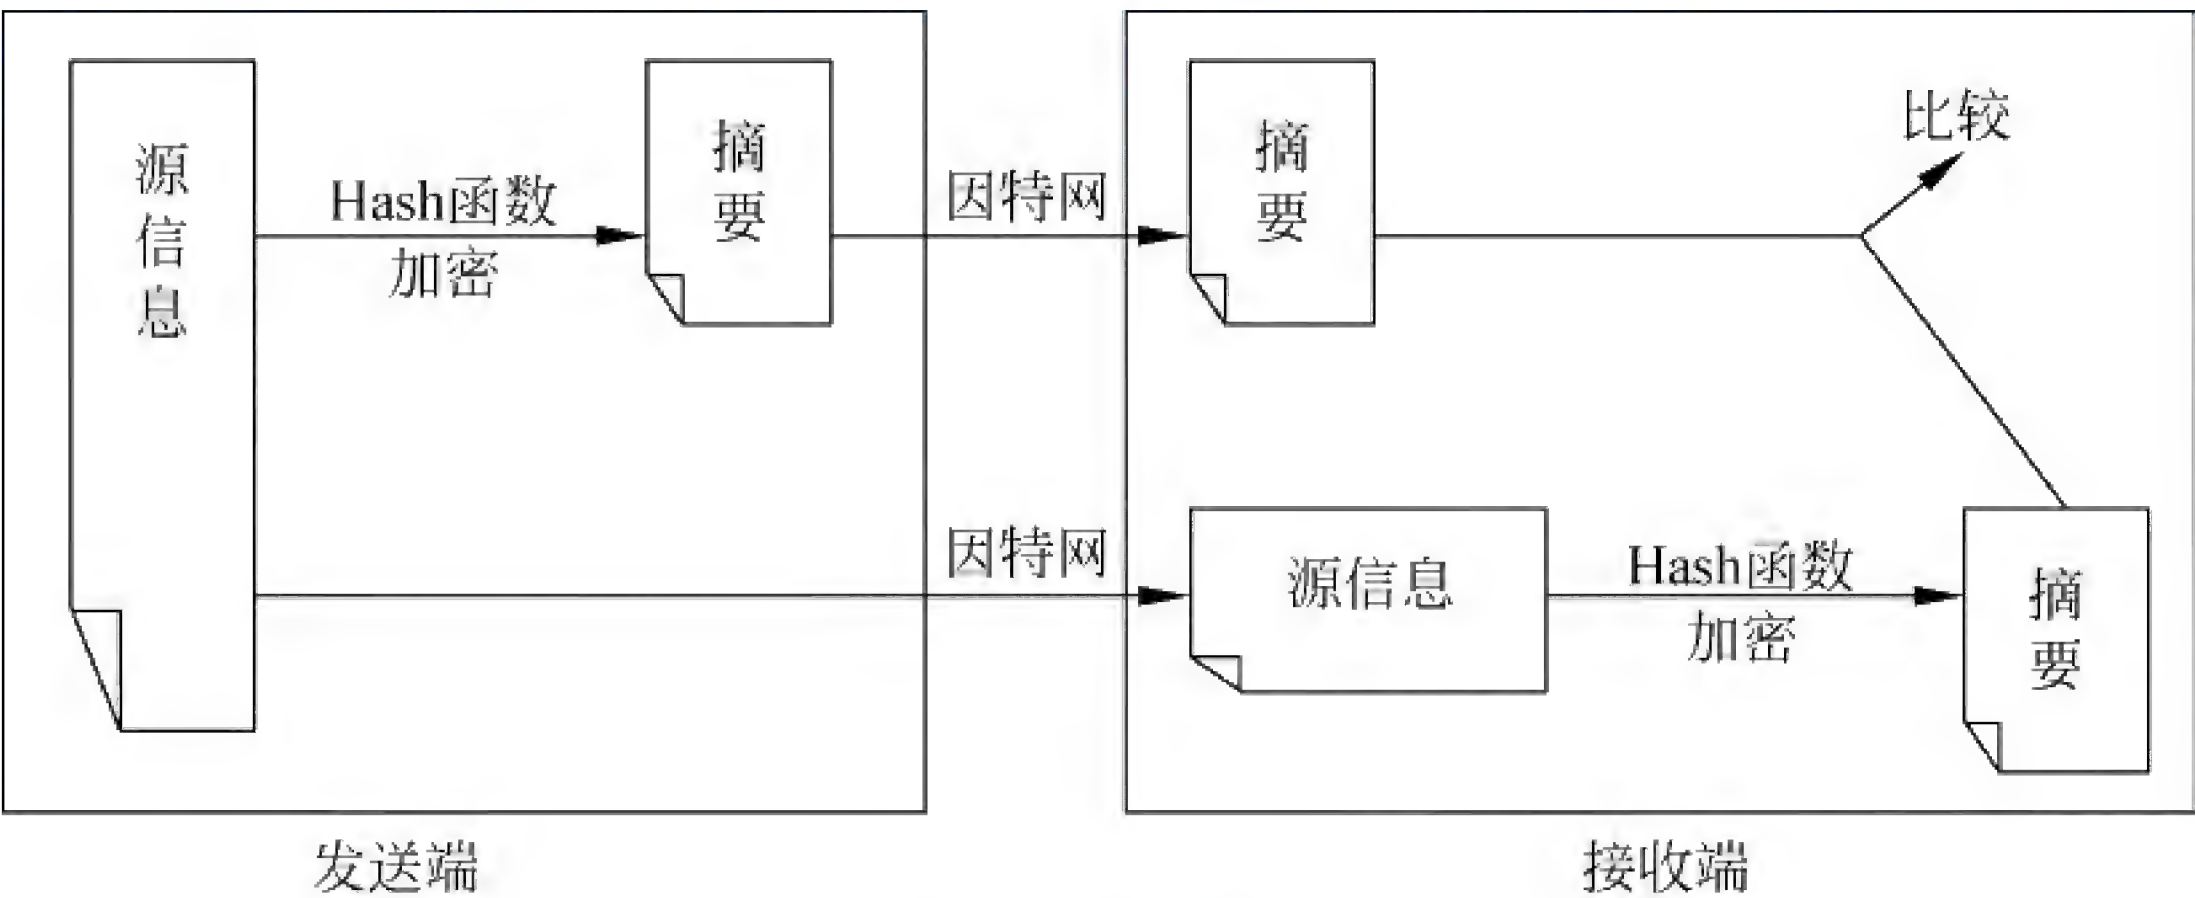 源信息
Hash函数
加密
摘要
因特网
摘要
比较
因特网
源信息
Hash函数
加密
摘要
发送端
接收端